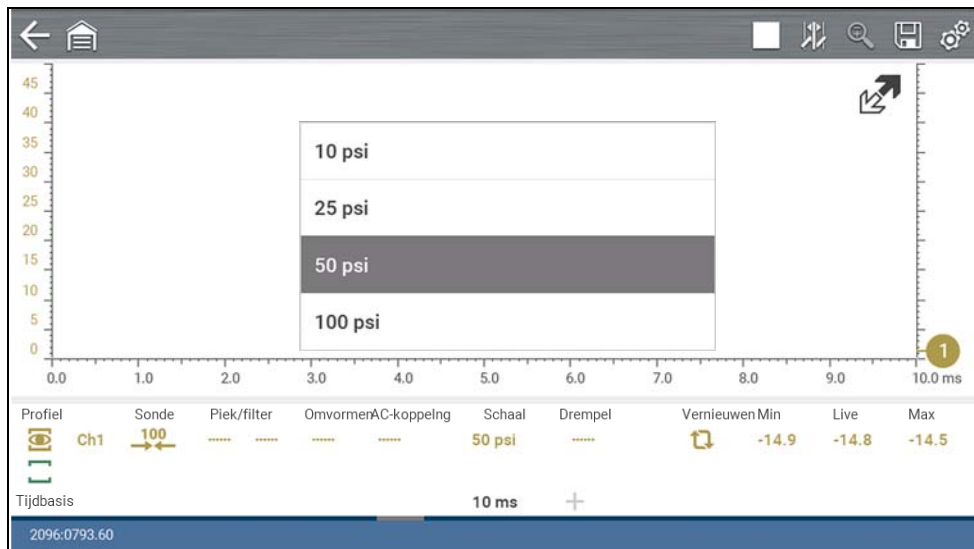 45
40
35
30
25
20
15
10
5
0
10 psi
25 psi
50 psi
100 psi
1
0.0 1.0 2.0 3.0 4.0 5.0 6.0 7.0 8.0 9.0 10.0 ms
Profiel Sonde Piek/filter Omvormen AC-koppelng Schaal Drempel Vernieuwen Min Live Max
Ch1 100 ------ ------ ------ ------ 50 psi ------ -14.9 -14.8 -14.5
Tijdbasis 10 ms +
2096:0793.60